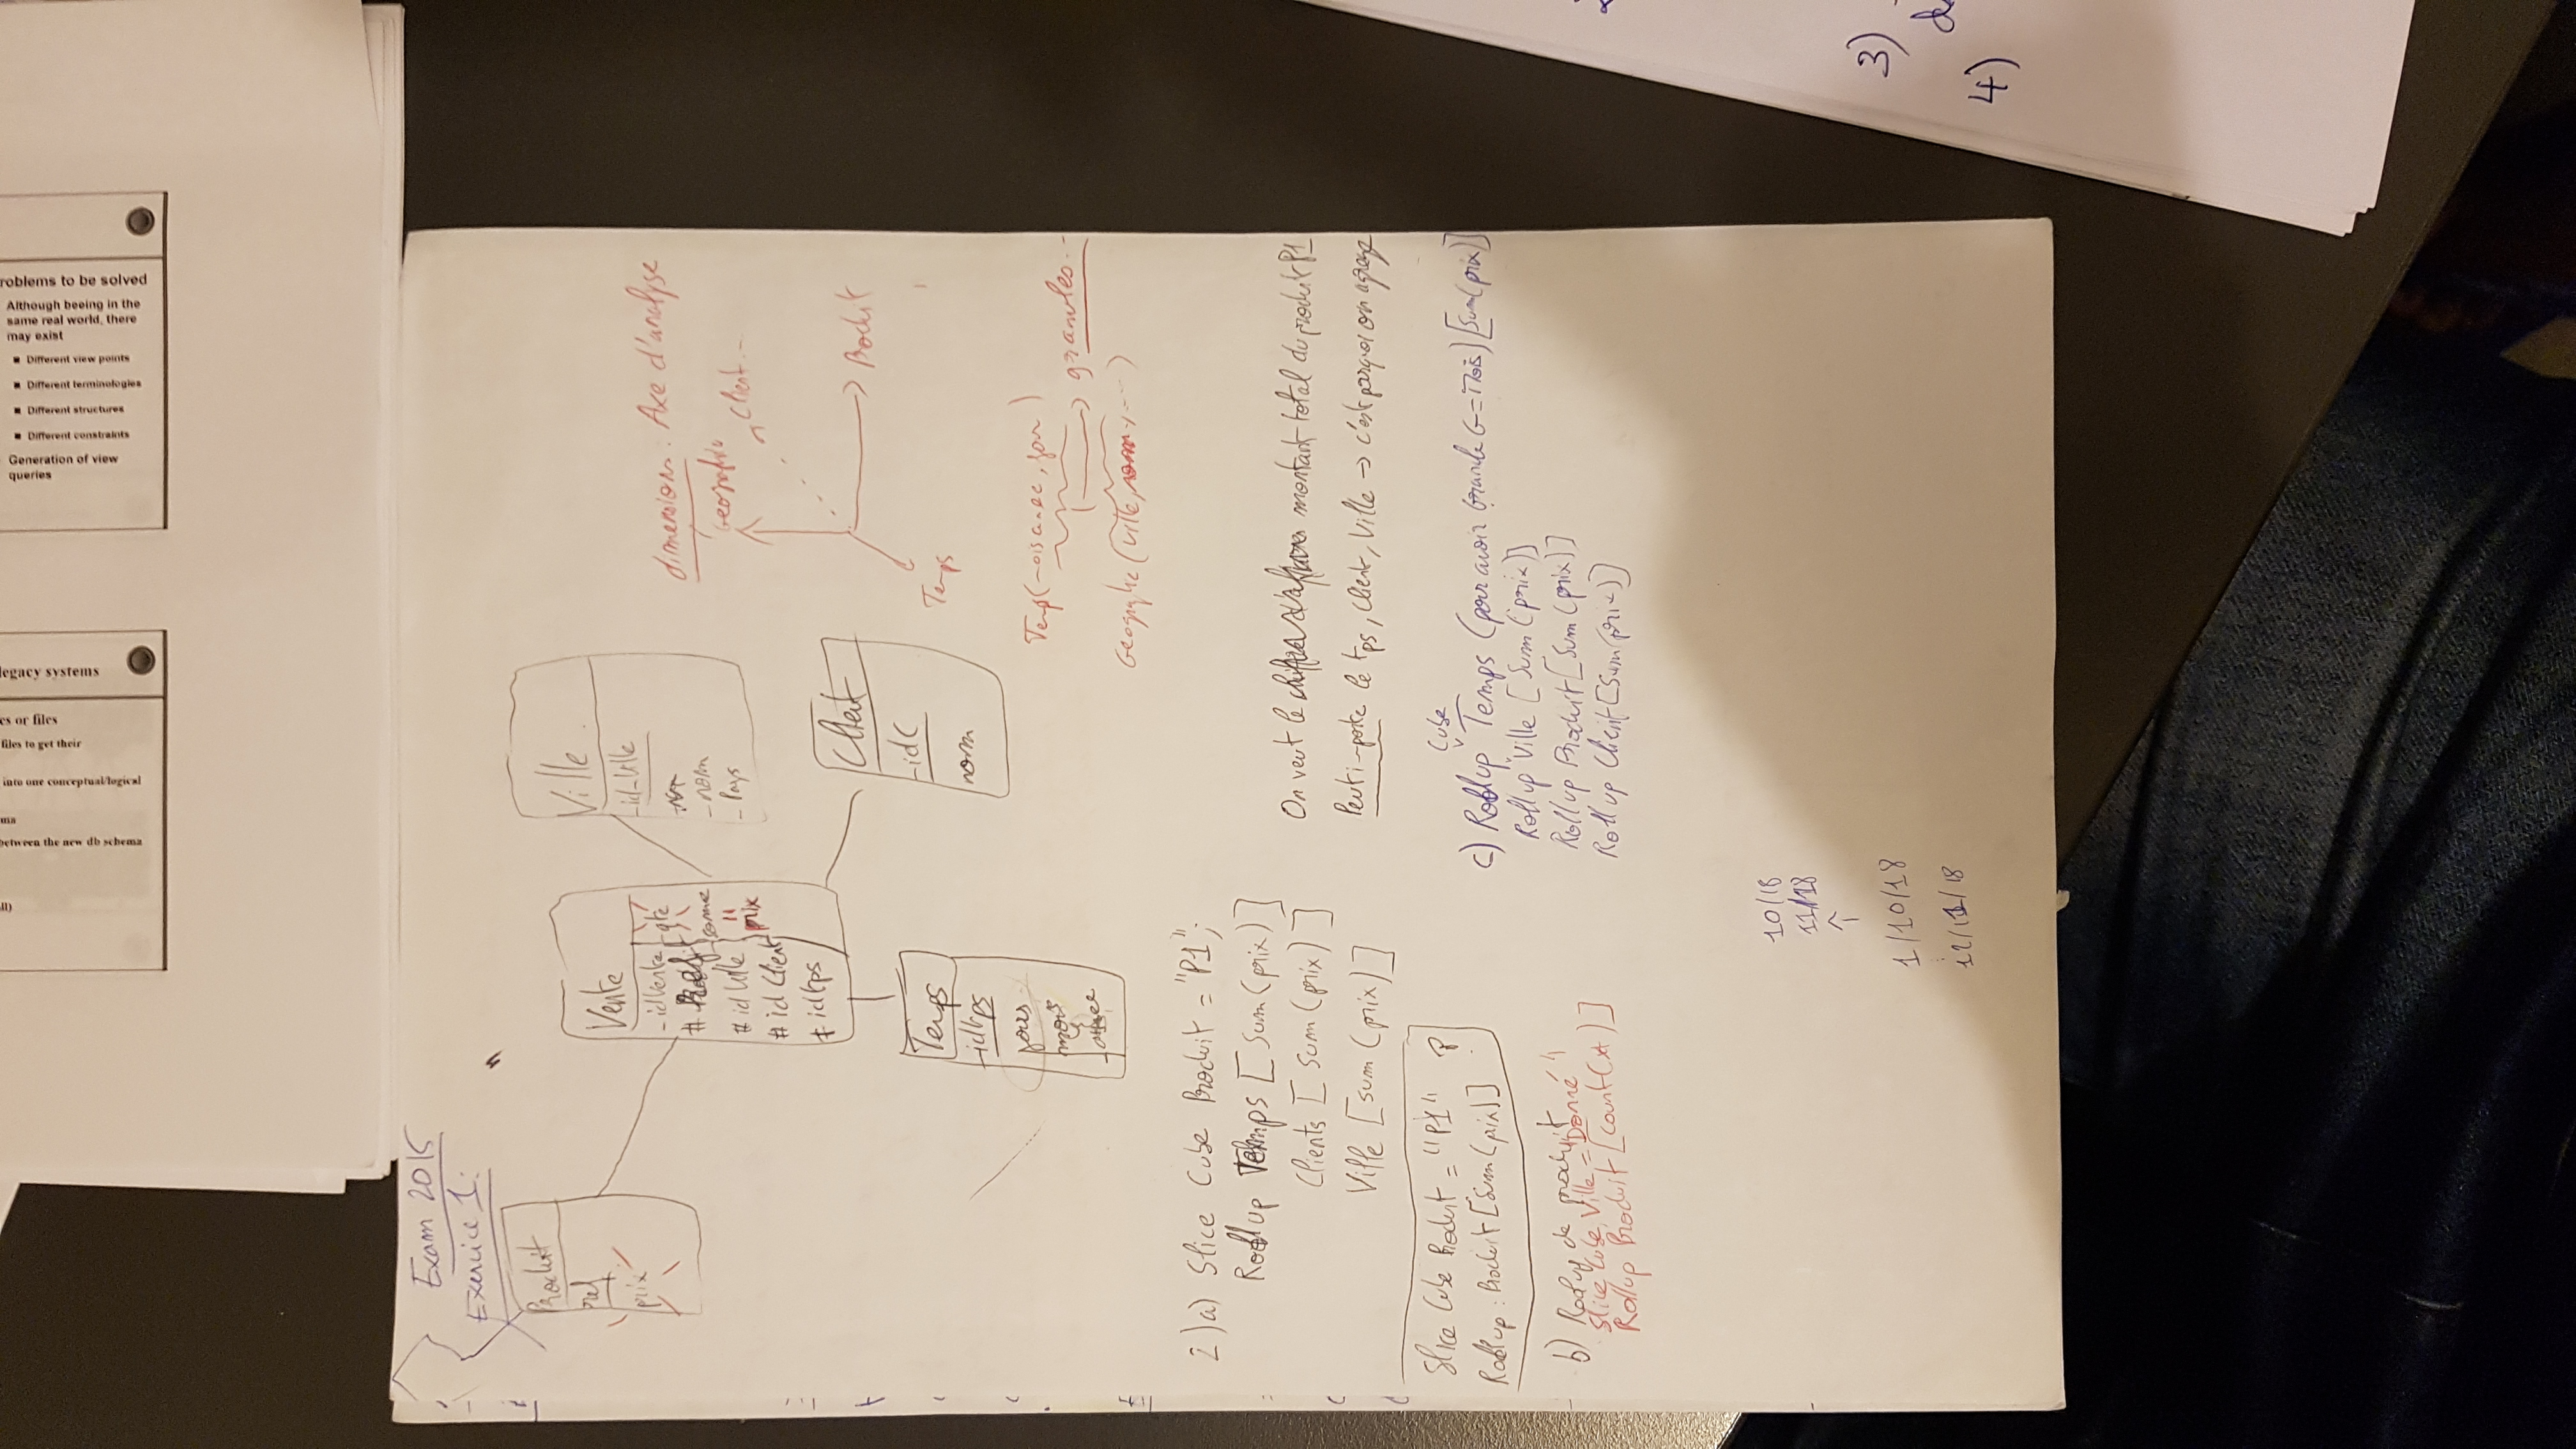 legacy systems
es or files
files to get their
into one conceptual/logical
ma
between the new db schema
ll)
roblems to be solved
Although beeing in the
same real world, there
may exist
▪ Different view points
▪ Different terminologies
▪ Different structures
▪ Different constraints
Generation of view
queries
Exam 2015
Exercice 1:
Produit
ref
prix
Vente
- idVente
# Ref
# idVille
# id Client
# idtps
- qte
- somme
"
prix
Ville
- id_Ville
- nom
- Pays
Client
- idC
nom
Temps
- idtps
jours
mois
- annee
dimensions : Axe d'analyse
Geographie
Client...
Produit
Temps
Temps(mois annee, jour)
granules...
Geographie (Ville, nom, ...)
2)a) Slice Cube Produit = "P1";
Rollup Temps [Sum(prix)]
Clients [Sum(prix)]
Ville [sum(prix)]
On veut le montant total du produit P1
Peut importe le tps, Client, Ville → c'est pourquoi on agrege
Slice Cube Produit = "P1" ?
Rollup : Produit [Sum(prix)]
b) Rollup de produit
Slice Cube Ville = "Donné"
Rollup Produit [count(*)]
Cube
c) Rollup Temps (pour avoir Granule G = Mois) [Sum(prix)]
Rollup Ville [Sum(prix)]
Rollup Produit [Sum(prix)]
Rollup Client [Sum(prix)]
10/18
11/18
1/10/18
12/11/18
3)
4)